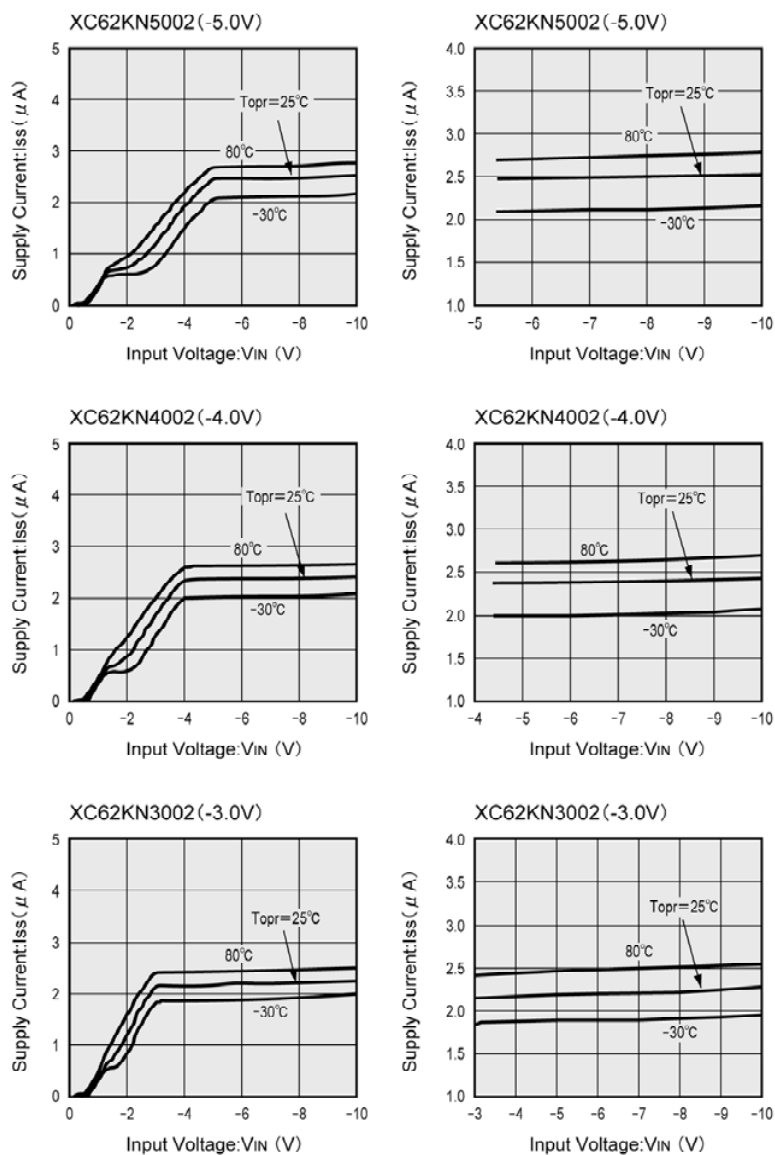 XC62KN5002(-5.0V)
Supply Current:Iss(μA)
5
4
3
2
1
0
Topr=25℃
80℃
-30℃
0 -2 -4 -6 -8 -10
Input Voltage:VIN (V)
XC62KN5002(-5.0V)
Supply Current:Iss(μA)
4.0
3.5
3.0
2.5
2.0
1.5
1.0
Topr=25℃
80℃
-30℃
-5 -6 -7 -8 -9 -10
Input Voltage:VIN (V)
XC62KN4002(-4.0V)
Supply Current:Iss(μA)
5
4
3
2
1
0
Topr=25℃
80℃
-30℃
0 -2 -4 -6 -8 -10
Input Voltage:VIN (V)
XC62KN4002(-4.0V)
Supply Current:Iss(μA)
4.0
3.5
3.0
2.5
2.0
1.5
1.0
Topr=25℃
80℃
-30℃
-4 -5 -6 -7 -8 -9 -10
Input Voltage:VIN (V)
XC62KN3002(-3.0V)
Supply Current:Iss(μA)
5
4
3
2
1
0
Topr=25℃
80℃
-30℃
0 -2 -4 -6 -8 -10
Input Voltage:VIN (V)
XC62KN3002(-3.0V)
Supply Current:Iss(μA)
4.0
3.5
3.0
2.5
2.0
1.5
1.0
Topr=25℃
80℃
-30℃
-3 -4 -5 -6 -7 -8 -9 -10
Input Voltage:VIN (V)